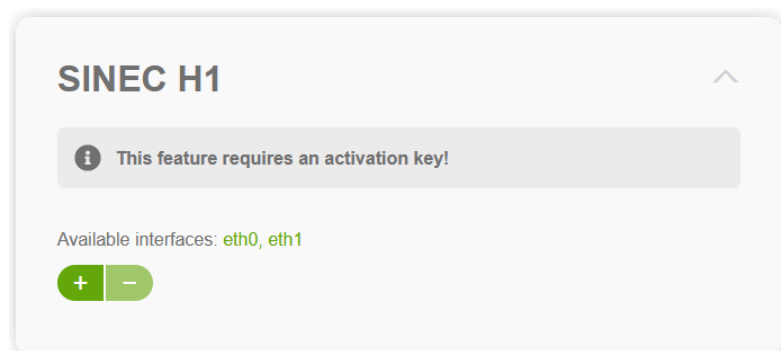 SINEC H1
This feature requires an activation key!
Available interfaces: eth0, eth1
+ −